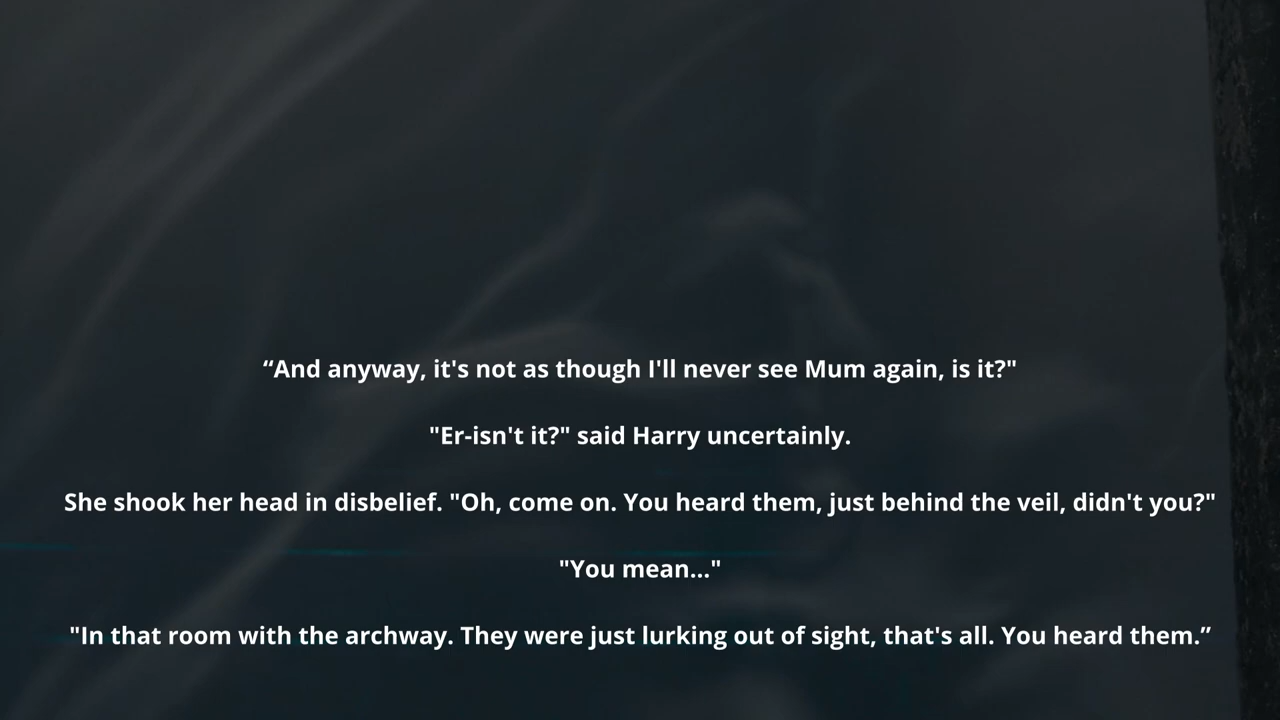 “And anyway, it's not as though I'll never see Mum again, is it?"
"Er-isn't it?" said Harry uncertainly.
She shook her head in disbelief. "Oh, come on. You heard them, just behind the veil, didn't you?"
"You mean..."
"In that room with the archway. They were just lurking out of sight, that's all. You heard them.”